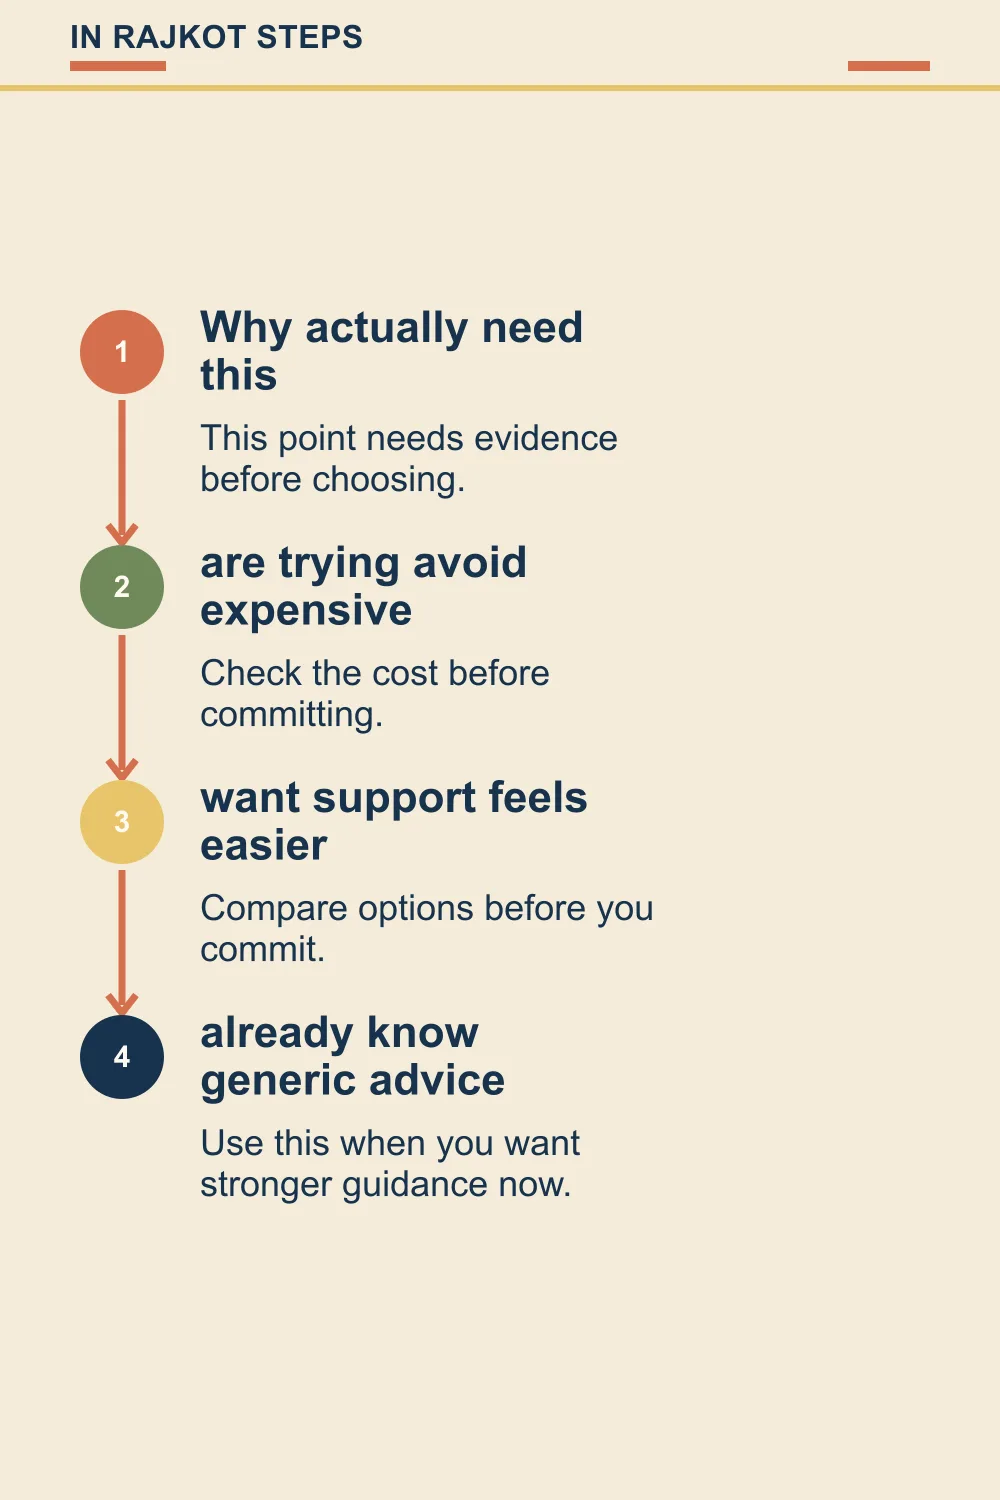 IN RAJKOT STEPS
1
Why actually need
this
This point needs evidence
before choosing.
2
are trying avoid
expensive
Check the cost before
committing.
3
want support feels
easier
Compare options before you
commit.
4
already know
generic advice
Use this when you want
stronger guidance now.